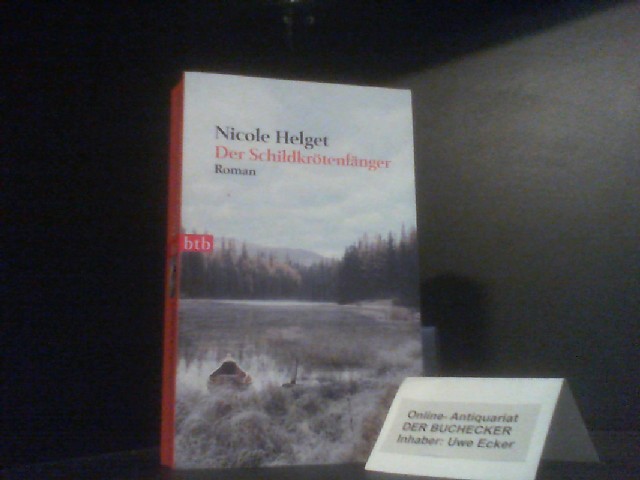 Nicole Helget
Der Schildkrötenfänger
Roman
btb
Online- Antiquariat
DER BUCHECKER
Inhaber: Uwe Ecker